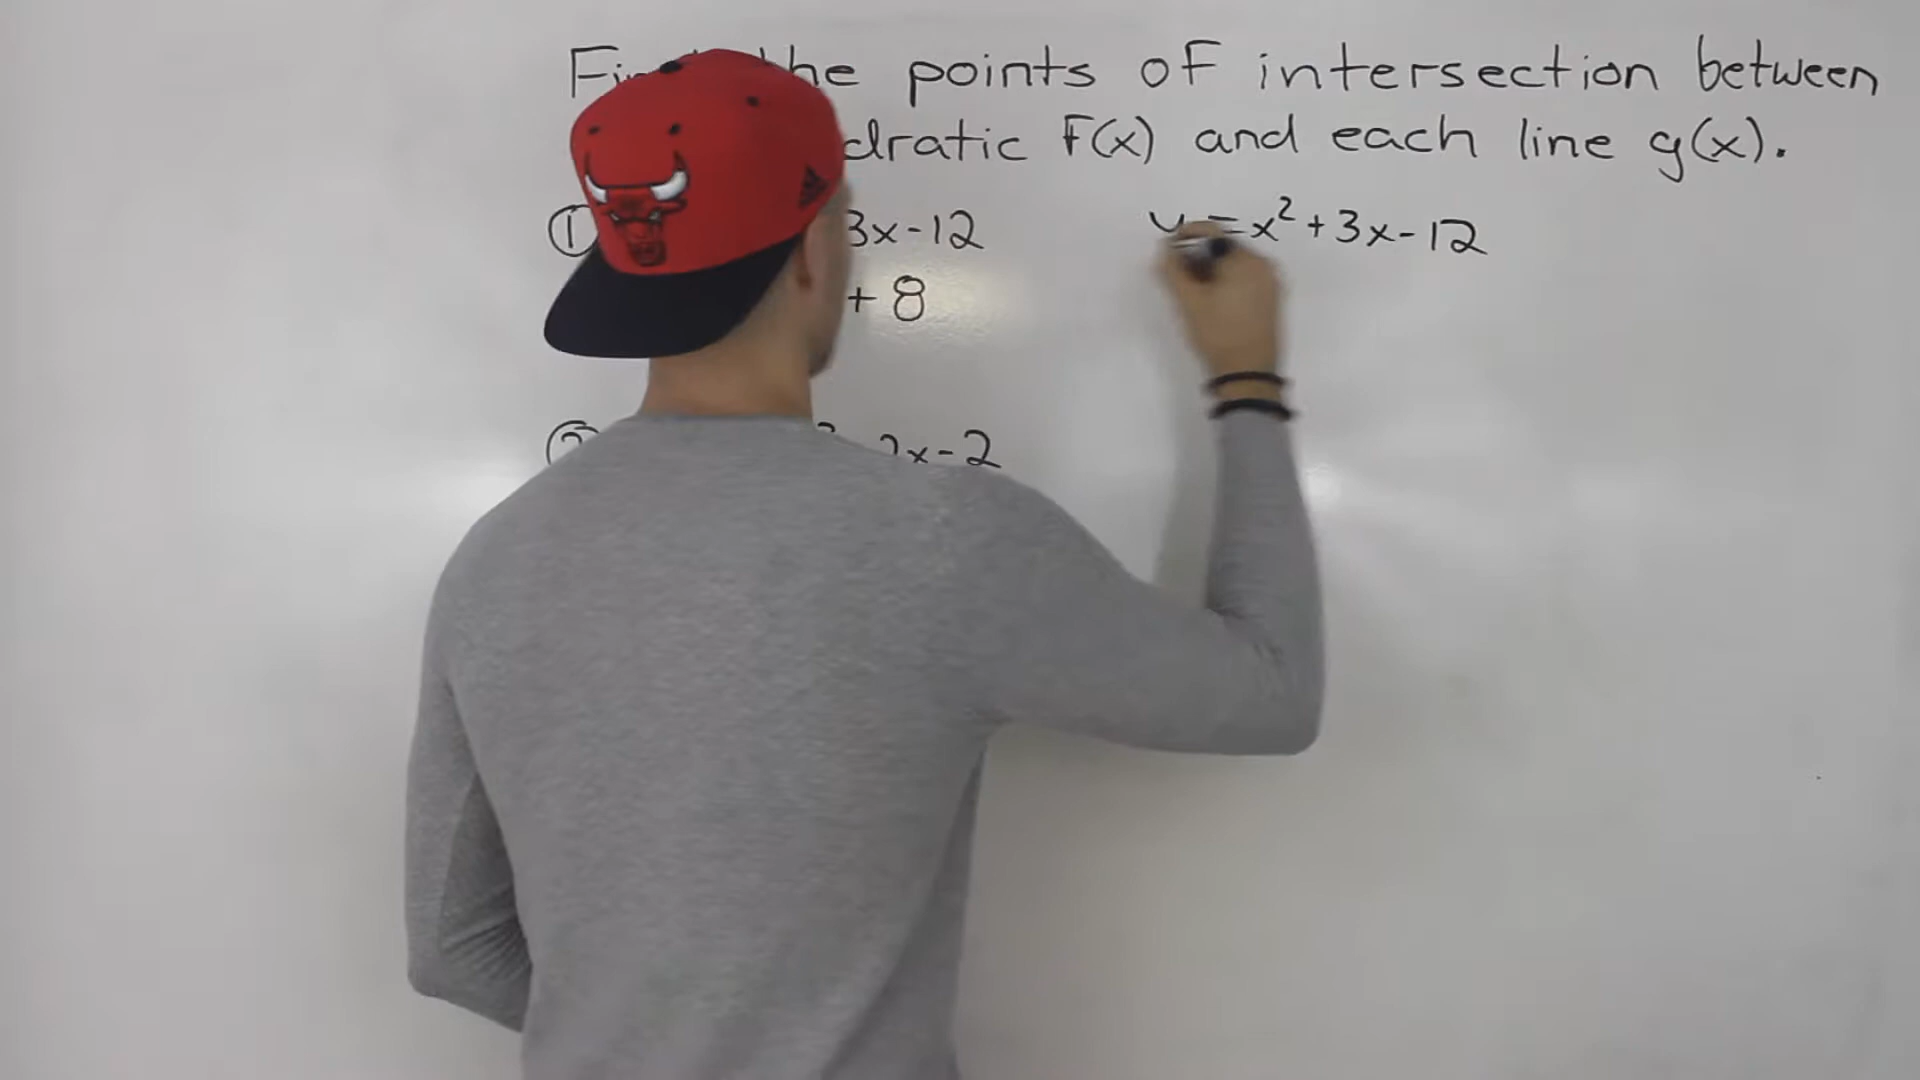 the points of intersection between
dratic f(x) and each line g(x).
① 3x-12 y=x²+3x-12
+ 8
② 2x-2